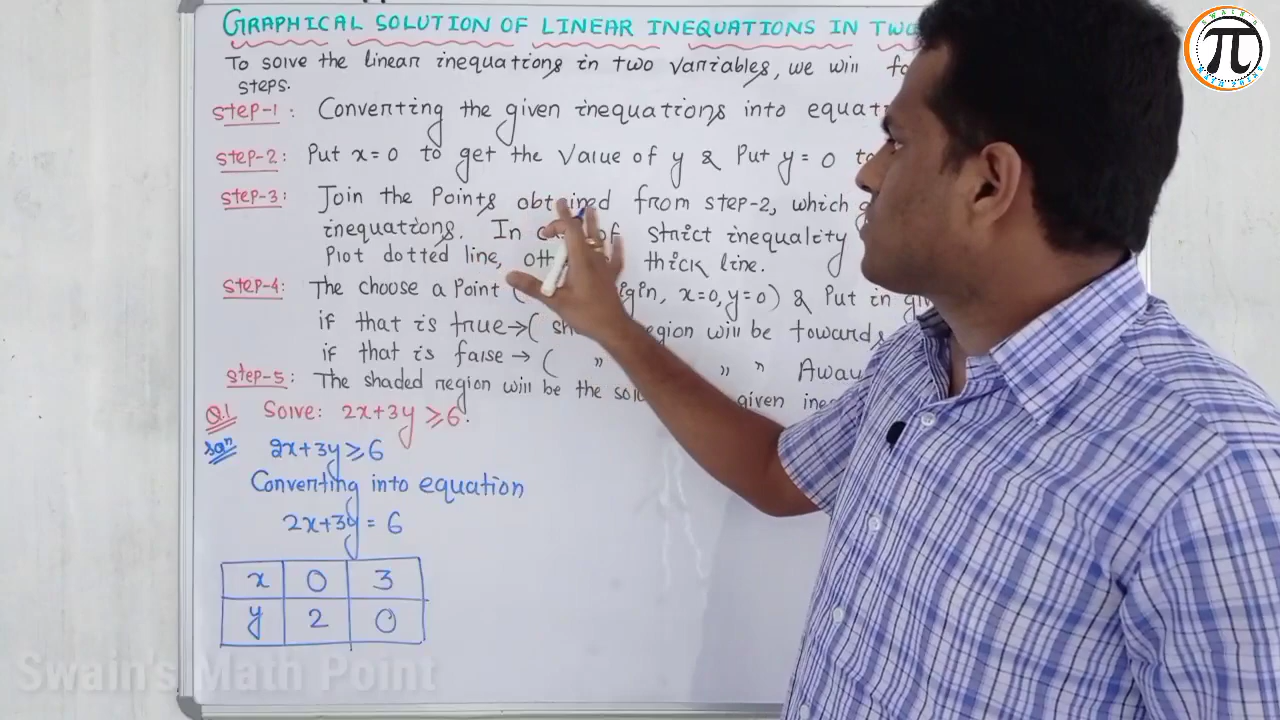 GRAPHICAL SOLUTION OF LINEAR INEQUATIONS IN TWO
To solve the linear inequations in two variables, we will
steps.
Step-1: Converting the given inequations into
Step-2: Put x=0 to get the value of y & Put y=0
Step-3: Join the Points obtained from step-2, which
inequations. In of strict inequality
Plot dotted line, thick line.
Step-4: The choose a Point ( x=0, y=0) & Put in
if that is true→( region will be towards
if that is false→( " " " Away
Step-5: The shaded region will be the given
Q.1 Solve: 2x+3y≥6.
Solⁿ 2x+3y≥6
Converting into equation
2x+3y=6
x 0 3
y 2 0
Swain's Math Point
SWAIN'S
π
MATH POINT